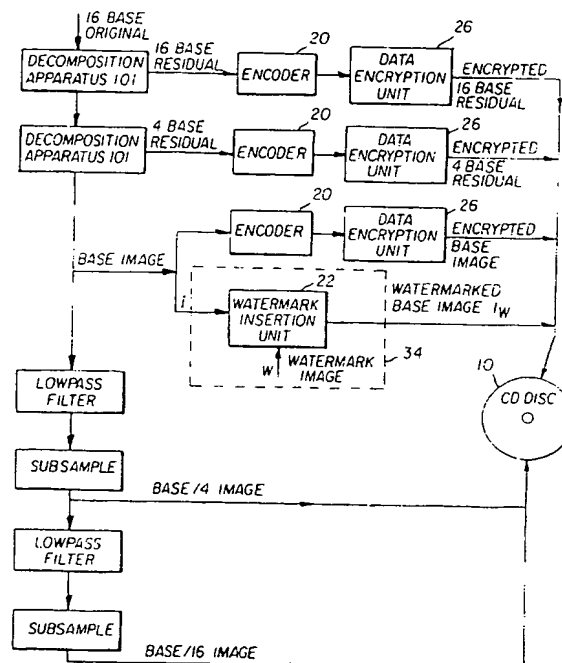 16 BASE
ORIGINAL
DECOMPOSITION
APPARATUS 101
16 BASE
RESIDUAL
20
ENCODER
26
DATA
ENCRYPTION
UNIT
ENCRYPTED
16 BASE
RESIDUAL
DECOMPOSITION
APPARATUS 101
4 BASE
RESIDUAL
20
ENCODER
26
DATA
ENCRYPTION
UNIT
ENCRYPTED
4 BASE
RESIDUAL
20
ENCODER
26
DATA
ENCRYPTION
UNIT
ENCRYPTED
BASE
IMAGE
BASE IMAGE
i
22
WATERMARK
INSERTION
UNIT
WATERMARKED
BASE IMAGE iw
W
WATERMARK
IMAGE
34
10
CD DISC
LOWPASS
FILTER
SUBSAMPLE
BASE/4 IMAGE
LOWPASS
FILTER
SUBSAMPLE
BASE/16 IMAGE